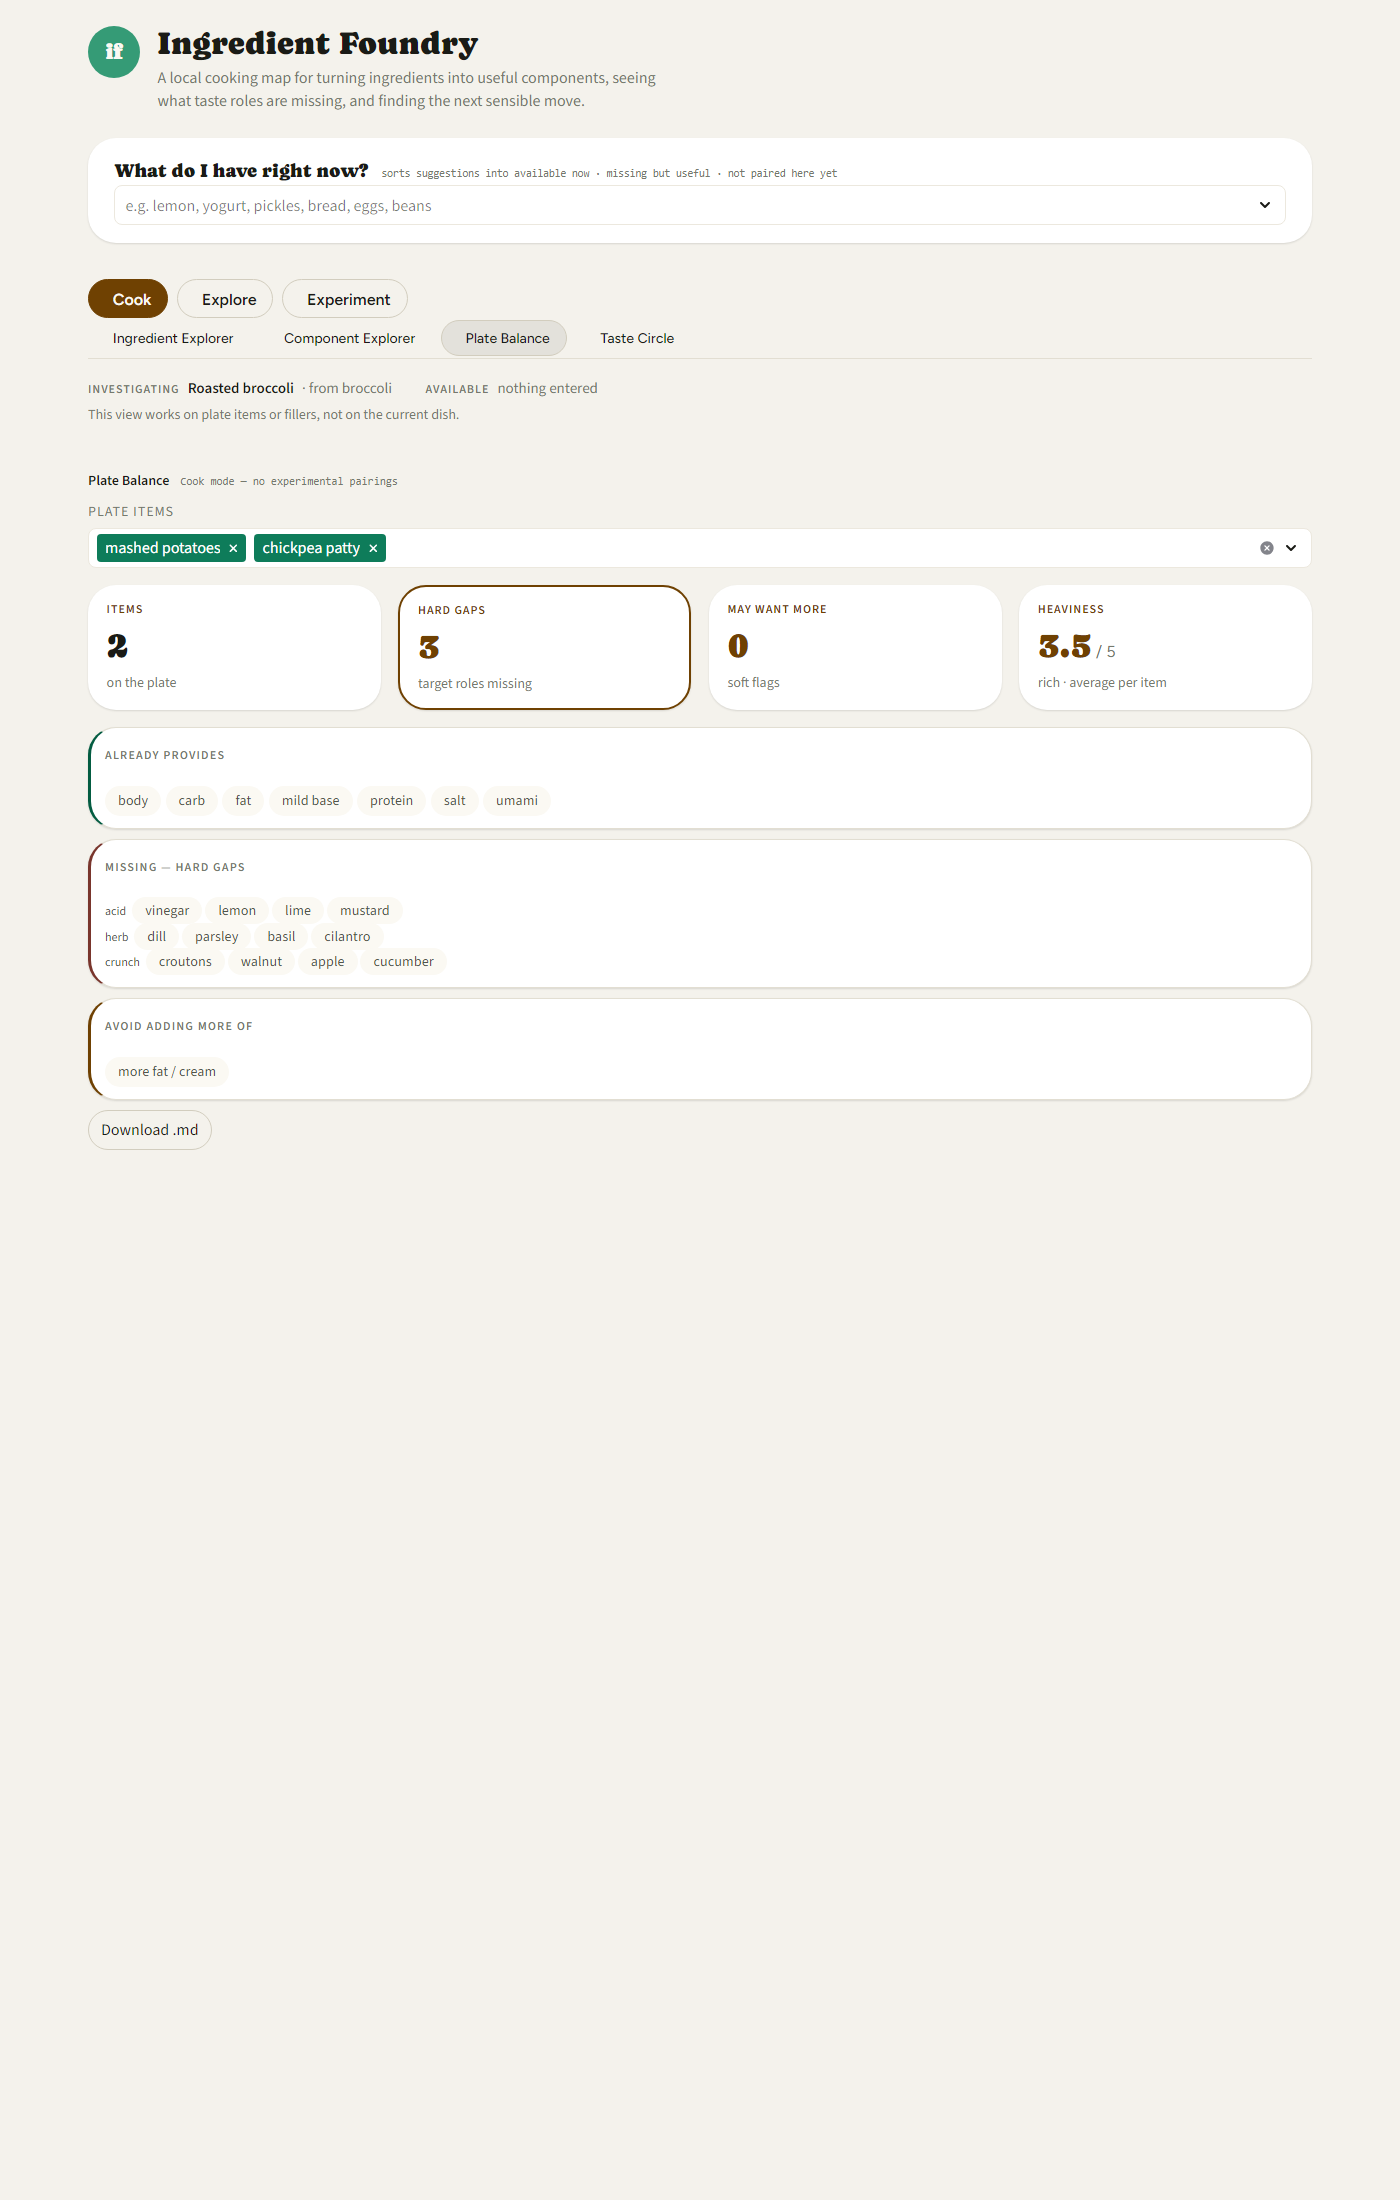 if
Ingredient Foundry
A local cooking map for turning ingredients into useful components, seeing
what taste roles are missing, and finding the next sensible move.
What do I have right now? sorts suggestions into available now · missing but useful · not paired here yet
e.g. lemon, yogurt, pickles, bread, eggs, beans
Cook Explore Experiment
Ingredient Explorer Component Explorer Plate Balance Taste Circle
INVESTIGATING Roasted broccoli · from broccoli AVAILABLE nothing entered
This view works on plate items or fillers, not on the current dish.
Plate Balance Cook mode — no experimental pairings
PLATE ITEMS
mashed potatoes × chickpea patty ×
ITEMS HARD GAPS MAY WANT MORE HEAVINESS
2 3 0 3.5 / 5
on the plate target roles missing soft flags rich · average per item
ALREADY PROVIDES
body carb fat mild base protein salt umami
MISSING — HARD GAPS
acid vinegar lemon lime mustard
herb dill parsley basil cilantro
crunch croutons walnut apple cucumber
AVOID ADDING MORE OF
more fat / cream
Download .md